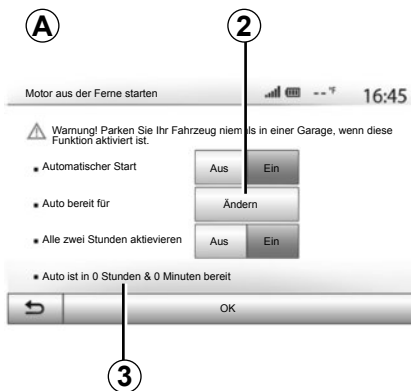 A
2
Motor aus der Ferne starten
-- °F
16:45
Warnung! Parken Sie Ihr Fahrzeug niemals in einer Garage, wenn diese
Funktion aktiviert ist.
Automatischer Start
Aus
Ein
Auto bereit für
Ändern
Alle zwei Stunden aktievieren
Aus
Ein
Auto ist in 0 Stunden & 0 Minuten bereit
OK
3